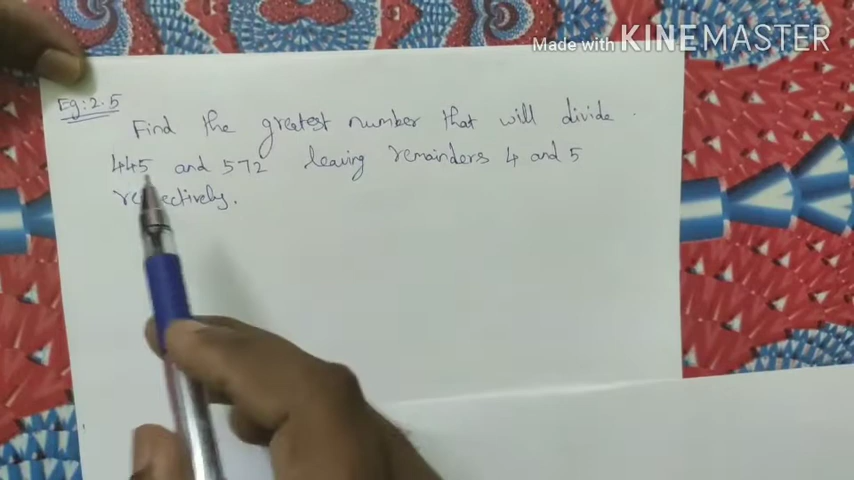 Made with KINEMASTER
Eg: 2.5
Find the greatest number that will divide
445 and 572 leaving remainders 4 and 5
respectively.